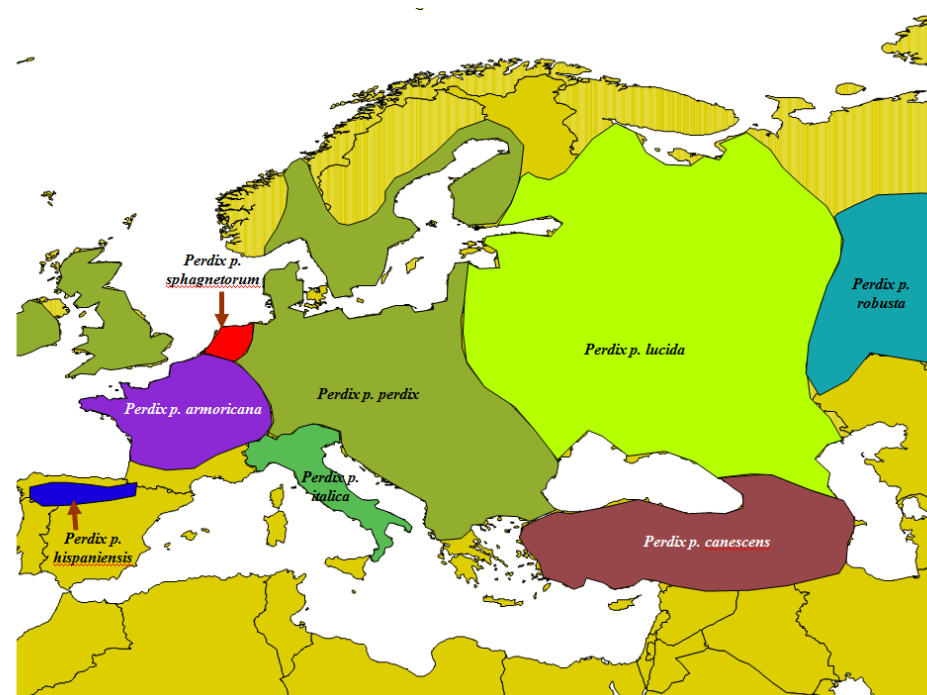 Perdix p.
sphagnetorum
Perdix p.
robusta
Perdix p. lucida
Perdix p. armoricana
Perdix p. perdix
Perdix p.
italica
Perdix p.
hispaniensis
Perdix p. canescens